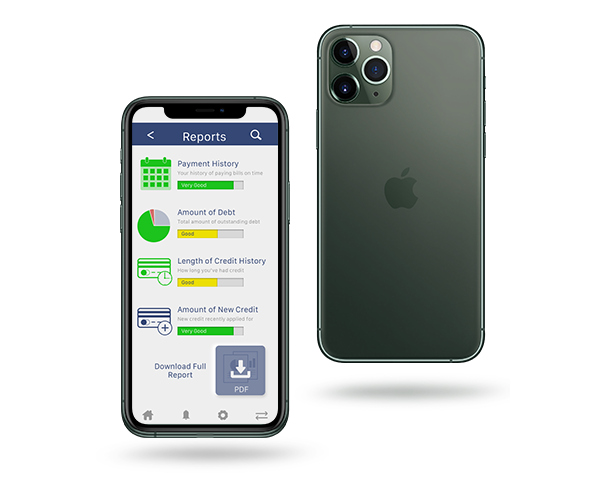 Reports
Payment History
Your history of paying bills on time
Very Good
Amount of Debt
Total amount of outstanding debt
Good
Length of Credit History
How long you've had credit
Good
Amount of New Credit
New credit recently applied for
Very Good
Download Full
Report
PDF